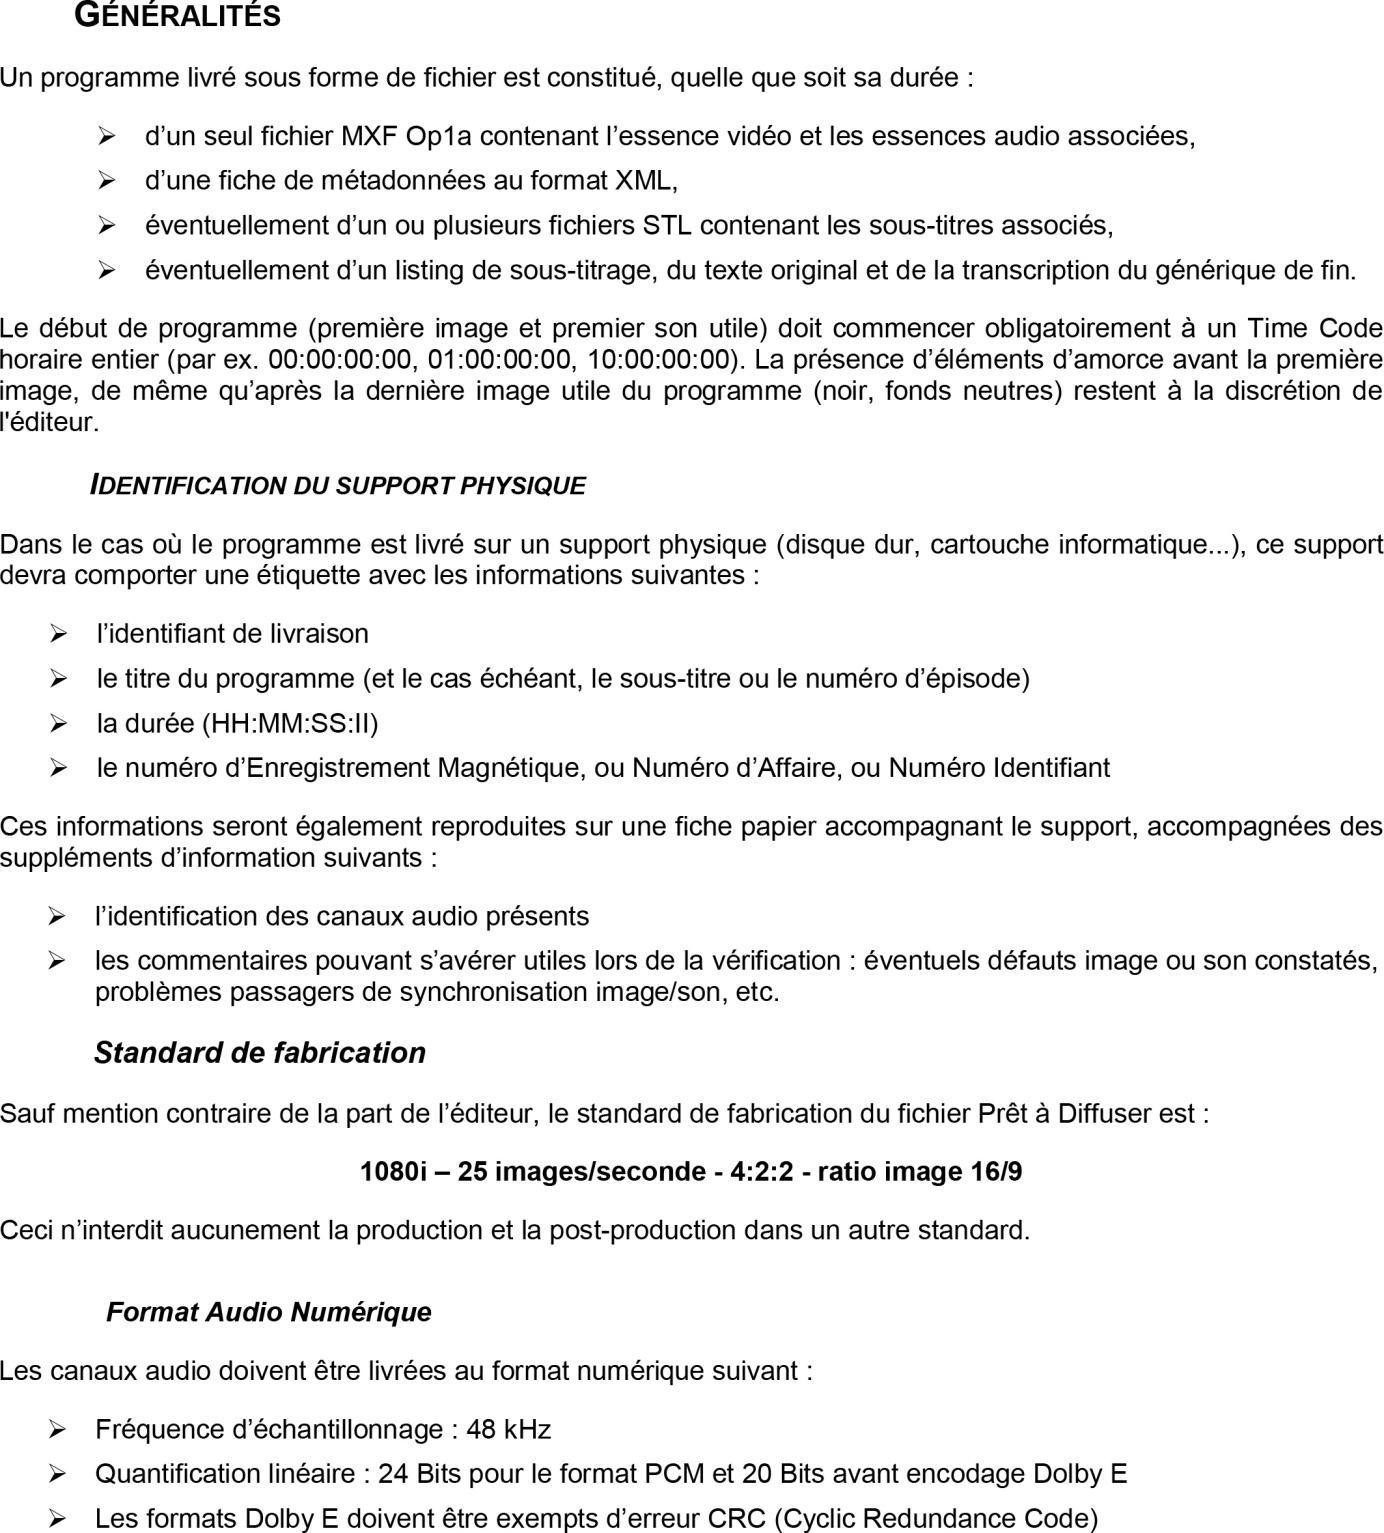 GÉNÉRALITÉS
Un programme livré sous forme de fichier est constitué, quelle que soit sa durée :
➢ d’un seul fichier MXF Op1a contenant l’essence vidéo et les essences audio associées,
➢ d’une fiche de métadonnées au format XML,
➢ éventuellement d’un ou plusieurs fichiers STL contenant les sous-titres associés,
➢ éventuellement d’un listing de sous-titrage, du texte original et de la transcription du générique de fin.
Le début de programme (première image et premier son utile) doit commencer obligatoirement à un Time Code
horaire entier (par ex. 00:00:00:00, 01:00:00:00, 10:00:00:00). La présence d’éléments d’amorce avant la première
image, de même qu’après la dernière image utile du programme (noir, fonds neutres) restent à la discrétion de
l'éditeur.
IDENTIFICATION DU SUPPORT PHYSIQUE
Dans le cas où le programme est livré sur un support physique (disque dur, cartouche informatique...), ce support
devra comporter une étiquette avec les informations suivantes :
➢ l’identifiant de livraison
➢ le titre du programme (et le cas échéant, le sous-titre ou le numéro d’épisode)
➢ la durée (HH:MM:SS:II)
➢ le numéro d’Enregistrement Magnétique, ou Numéro d’Affaire, ou Numéro Identifiant
Ces informations seront également reproduites sur une fiche papier accompagnant le support, accompagnées des
suppléments d’information suivants :
➢ l’identification des canaux audio présents
➢ les commentaires pouvant s’avérer utiles lors de la vérification : éventuels défauts image ou son constatés,
problèmes passagers de synchronisation image/son, etc.
Standard de fabrication
Sauf mention contraire de la part de l’éditeur, le standard de fabrication du fichier Prêt à Diffuser est :
1080i – 25 images/seconde - 4:2:2 - ratio image 16/9
Ceci n’interdit aucunement la production et la post-production dans un autre standard.
Format Audio Numérique
Les canaux audio doivent être livrées au format numérique suivant :
➢ Fréquence d’échantillonnage : 48 kHz
➢ Quantification linéaire : 24 Bits pour le format PCM et 20 Bits avant encodage Dolby E
➢ Les formats Dolby E doivent être exempts d’erreur CRC (Cyclic Redundance Code)